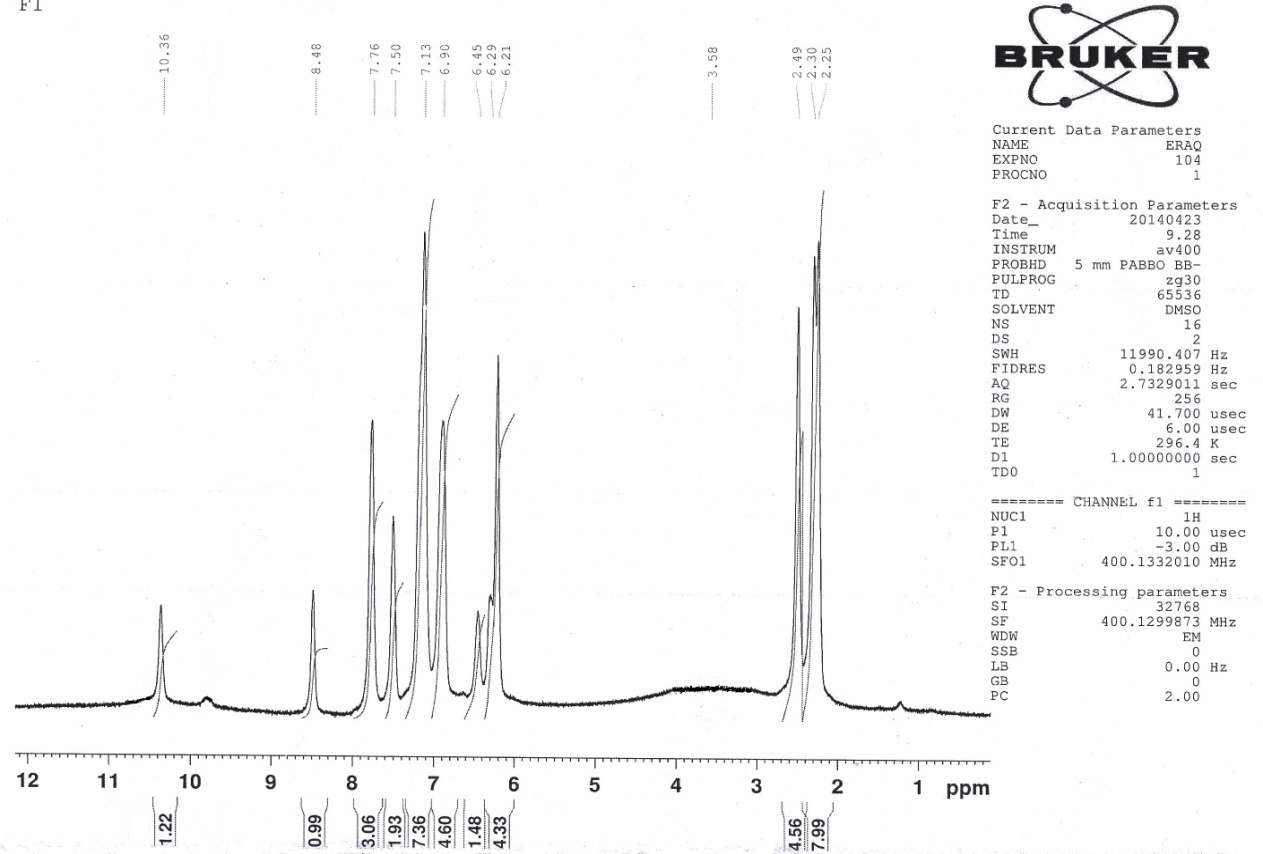 F1
10.36
8.48
7.76
7.50
7.13
6.90
6.45
6.29
6.21
3.58
2.49
2.30
2.25
BRUKER
Current Data Parameters
NAME ERAQ
EXPNO 104
PROCNO 1
F2 - Acquisition Parameters
Date_ 20140423
Time 9.28
INSTRUM av400
PROBHD 5 mm PABBO BB-
PULPROG zg30
TD 65536
SOLVENT DMSO
NS 16
DS 2
SWH 11990.407 Hz
FIDRES 0.182959 Hz
AQ 2.7329011 sec
RG 256
DW 41.700 usec
DE 6.00 usec
TE 296.4 K
D1 1.00000000 sec
TD0 1
======== CHANNEL f1 ========
NUC1 1H
P1 10.00 usec
PL1 -3.00 dB
SFO1 400.1332010 MHz
F2 - Processing parameters
SI 32768
SF 400.1299873 MHz
WDW EM
SSB 0
LB 0.00 Hz
GB 0
PC 2.00
12 11 10 9 8 7 6 5 4 3 2 1 ppm
1.22
0.99
3.06
1.93
7.36
4.60
1.48
4.33
4.56
7.99